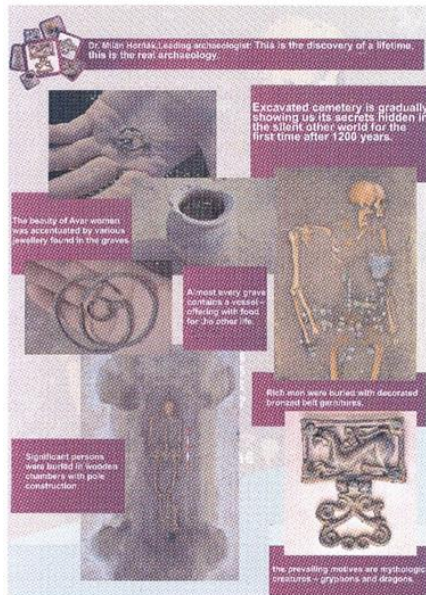 Dr. Milan Horňák, Leading archaeologist: This is the discovery of a lifetime,
this is the real archaeology.
Excavated cemetery is gradually
showing us its secrets hidden in
the silent other world for the
first time after 1200 years.
The beauty of Avar women
was accentuated by various
jewellery found in the graves.
Almost every grave
contains a vessel –
offering with food
for the other life.
Rich men were buried with decorated
bronzed belt garnitures.
Significant persons
were buried in wooden
chambers with pole
construction
the prevailing motives are mythologic
creatures – gryphons and dragons.